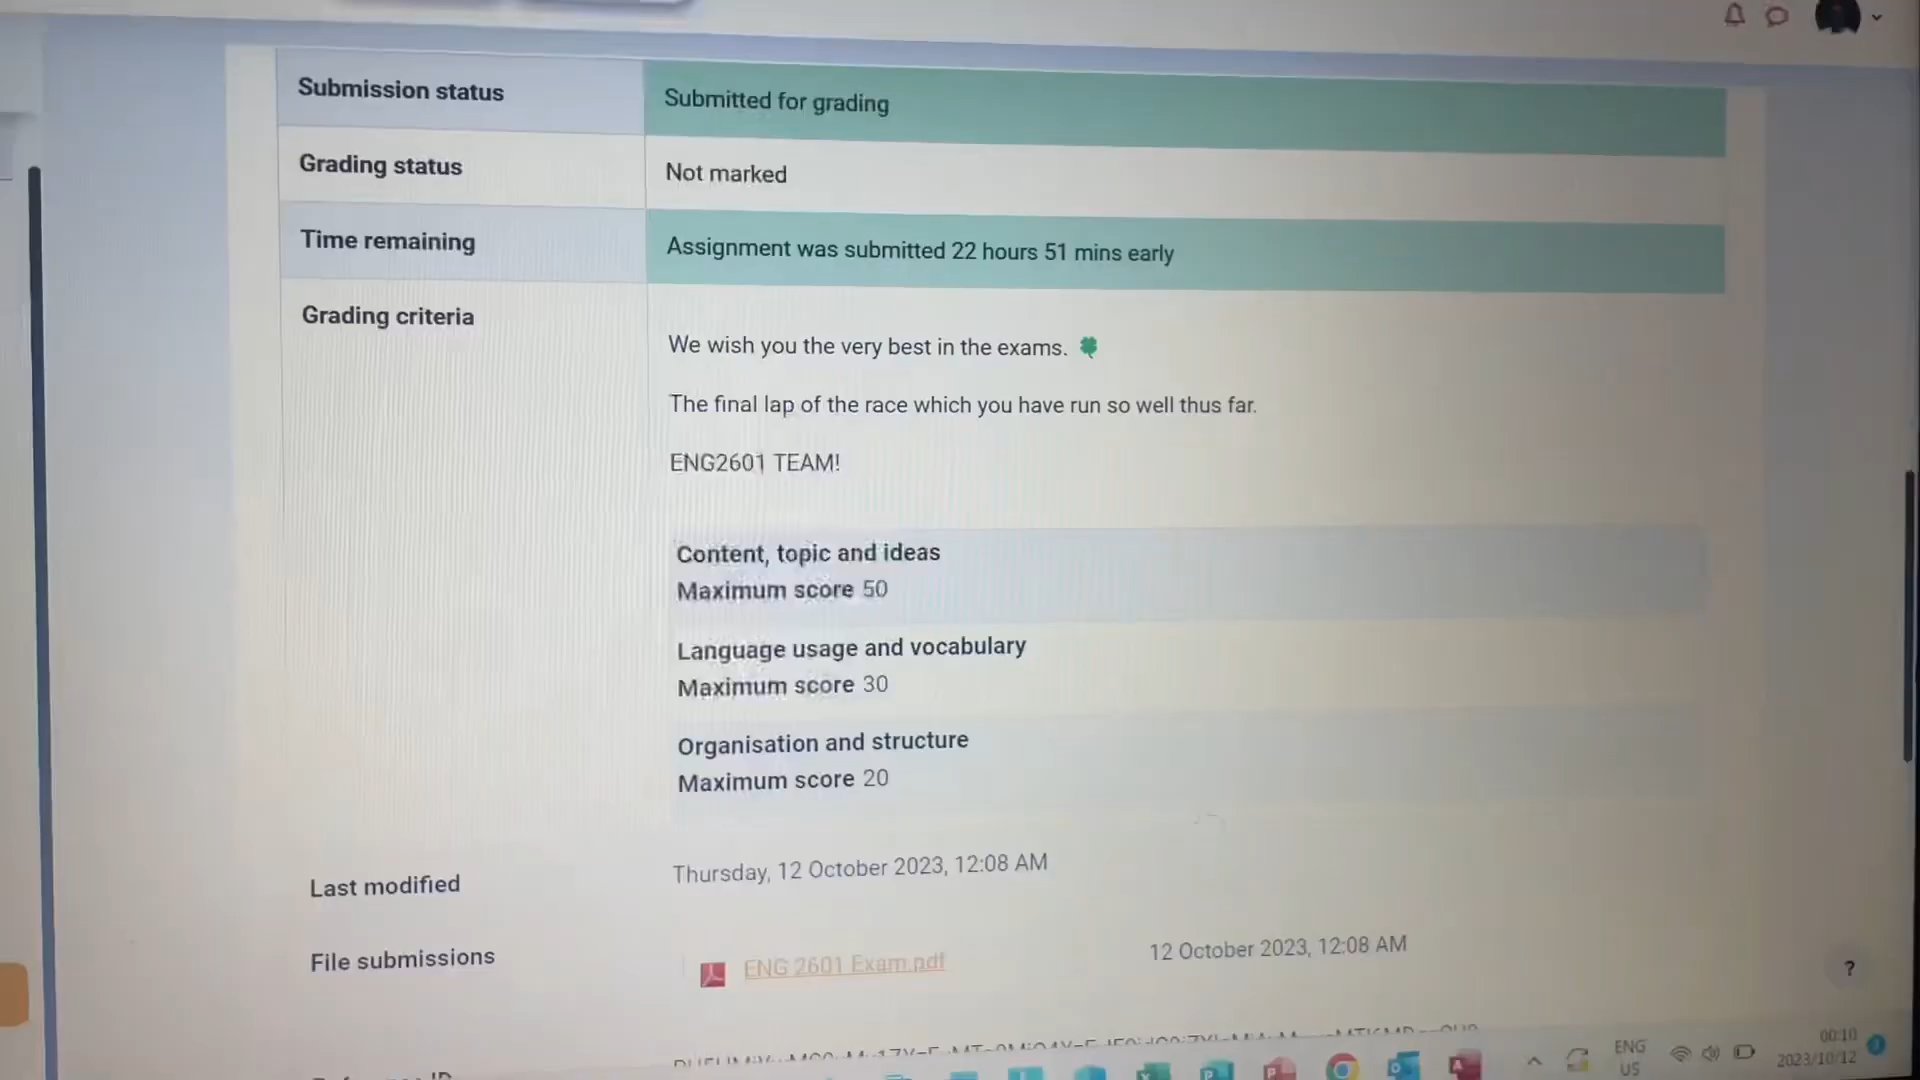 Submission status
Submitted for grading
Grading status
Not marked
Time remaining
Assignment was submitted 22 hours 51 mins early
Grading criteria
We wish you the very best in the exams. 🍀
The final lap of the race which you have run so well thus far.
ENG2601 TEAM!
Content, topic and ideas
Maximum score 50
Language usage and vocabulary
Maximum score 30
Organisation and structure
Maximum score 20
Last modified
Thursday, 12 October 2023, 12:08 AM
File submissions
ENG 2601 Exam.pdf
12 October 2023, 12:08 AM
?
ENG
US
00:10
2023/10/12